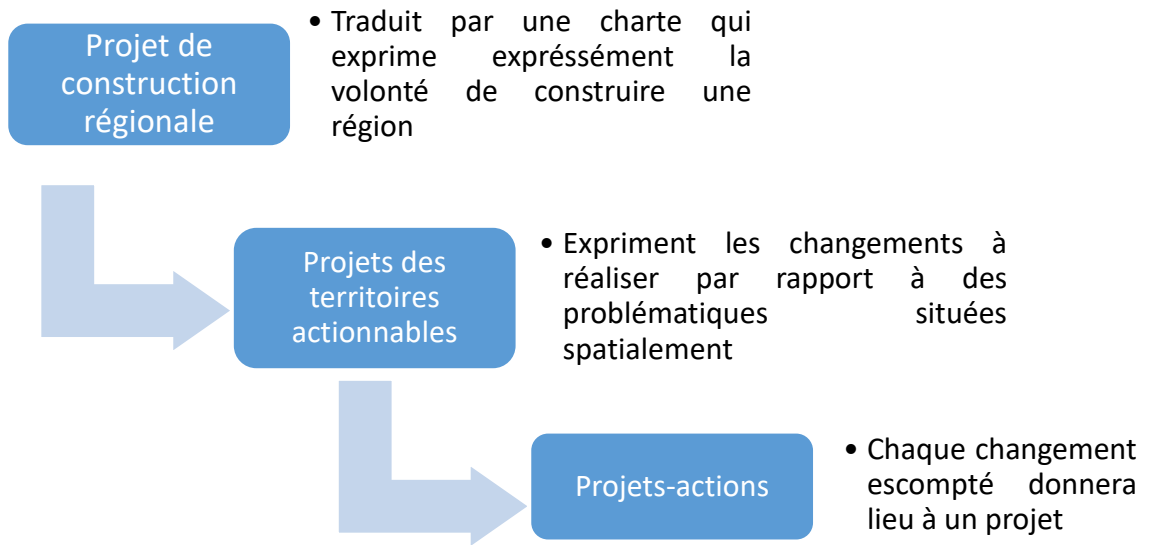 Projet de
construction
régionale
• Traduit par une charte qui
exprime expréssément la
volonté de construire une
région
Projets des
territoires
actionnables
• Expriment les changements à
réaliser par rapport à des
problématiques situées
spatialement
Projets-actions
• Chaque changement
escompté donnera
lieu à un projet